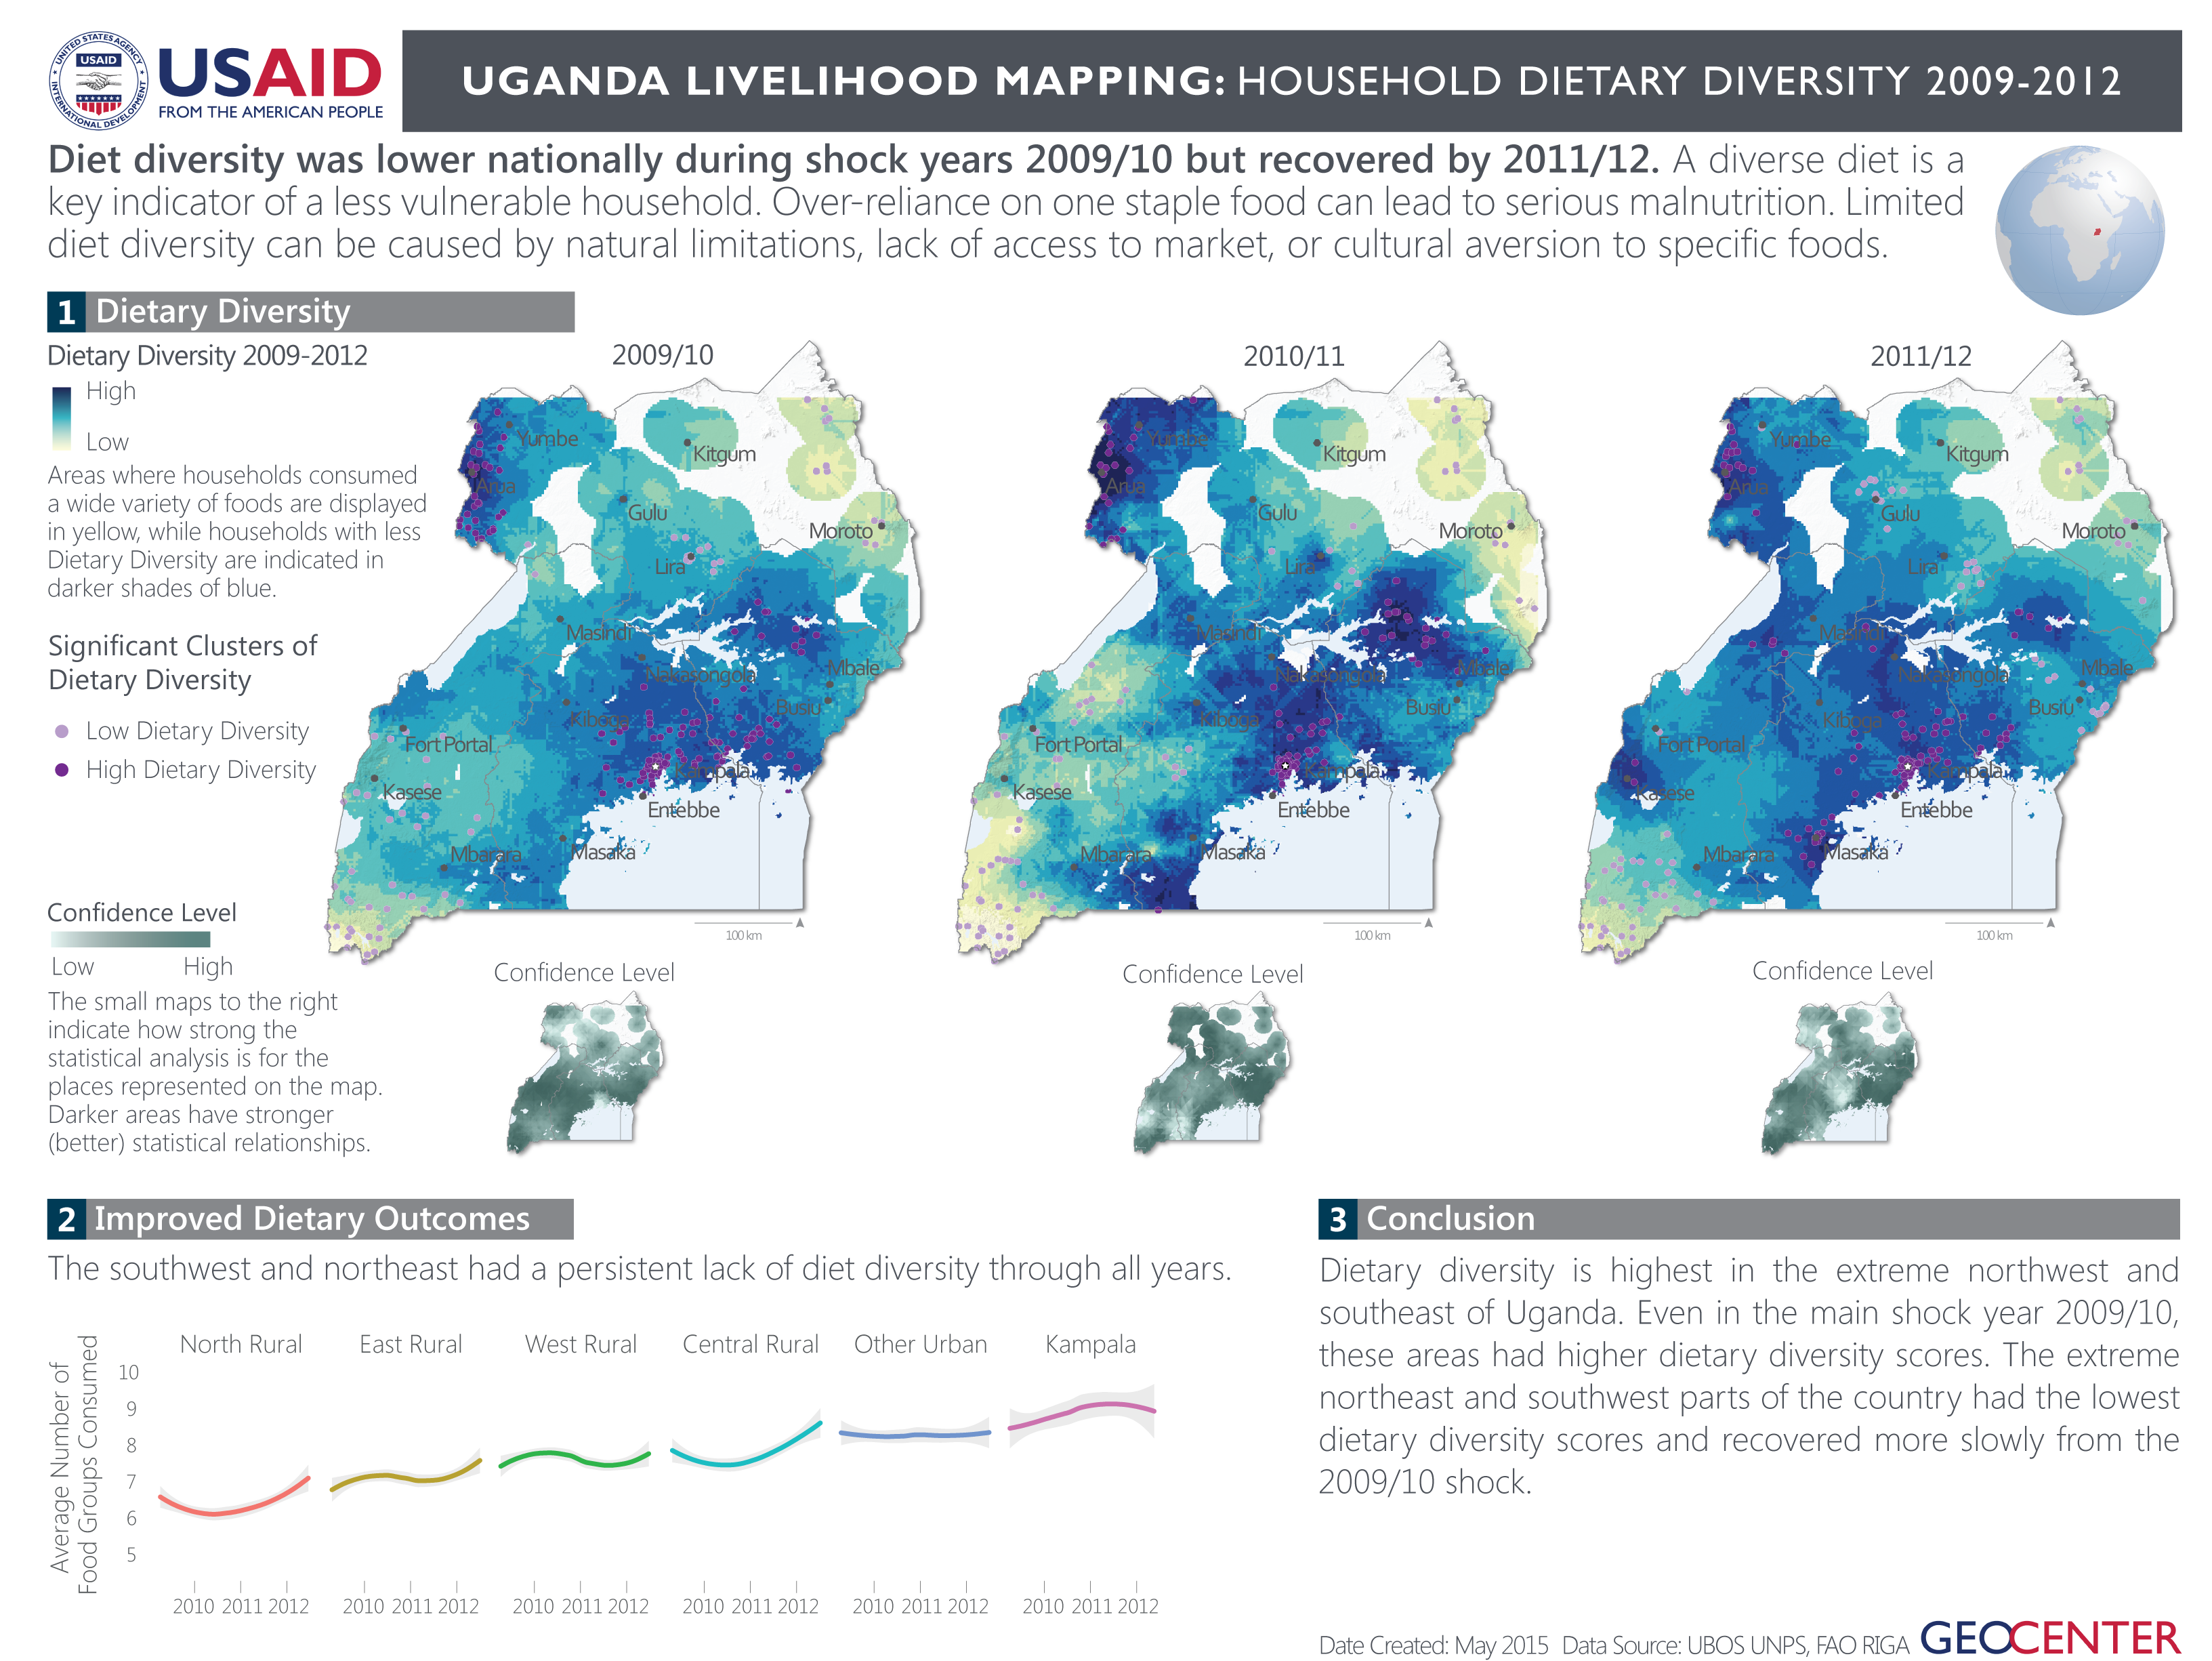 UNITED STATES AGENCY
USAID
INTERNATIONAL DEVELOPMENT
USAID
FROM THE AMERICAN PEOPLE
UGANDA LIVELIHOOD MAPPING: HOUSEHOLD DIETARY DIVERSITY 2009-2012
Diet diversity was lower nationally during shock years 2009/10 but recovered by 2011/12. A diverse diet is a
key indicator of a less vulnerable household. Over-reliance on one staple food can lead to serious malnutrition. Limited
diet diversity can be caused by natural limitations, lack of access to market, or cultural aversion to specific foods.
1 Dietary Diversity
Dietary Diversity 2009-2012
High
Low
Areas where households consumed
a wide variety of foods are displayed
in yellow, while households with less
Dietary Diversity are indicated in
darker shades of blue.
Significant Clusters of
Dietary Diversity
Low Dietary Diversity
High Dietary Diversity
Confidence Level
Low High
The small maps to the right
indicate how strong the
statistical analysis is for the
places represented on the map.
Darker areas have stronger
(better) statistical relationships.
2009/10
Yumbe
Kitgum
Arua
Gulu
Moroto
Lira
Masindi
Nakasongola
Mbale
Kiboga
Busiu
Fort Portal
Kampala
Kasese
Entebbe
Mbarara
Masaka
100 km
Confidence Level
2010/11
Yumbe
Kitgum
Arua
Gulu
Moroto
Lira
Masindi
Nakasongola
Mbale
Kiboga
Busiu
Fort Portal
Kampala
Kasese
Entebbe
Mbarara
Masaka
100 km
Confidence Level
2011/12
Yumbe
Kitgum
Arua
Gulu
Moroto
Lira
Masindi
Nakasongola
Mbale
Kiboga
Busiu
Fort Portal
Kampala
Kasese
Entebbe
Mbarara
Masaka
100 km
Confidence Level
2 Improved Dietary Outcomes
The southwest and northeast had a persistent lack of diet diversity through all years.
Average Number of
Food Groups Consumed
North Rural East Rural West Rural Central Rural Other Urban Kampala
10
9
8
7
6
5
2010 2011 2012 2010 2011 2012 2010 2011 2012 2010 2011 2012 2010 2011 2012 2010 2011 2012
3 Conclusion
Dietary diversity is highest in the extreme northwest and
southeast of Uganda. Even in the main shock year 2009/10,
these areas had higher dietary diversity scores. The extreme
northeast and southwest parts of the country had the lowest
dietary diversity scores and recovered more slowly from the
2009/10 shock.
Date Created: May 2015 Data Source: UBOS UNPS, FAO RIGA GEOCENTER